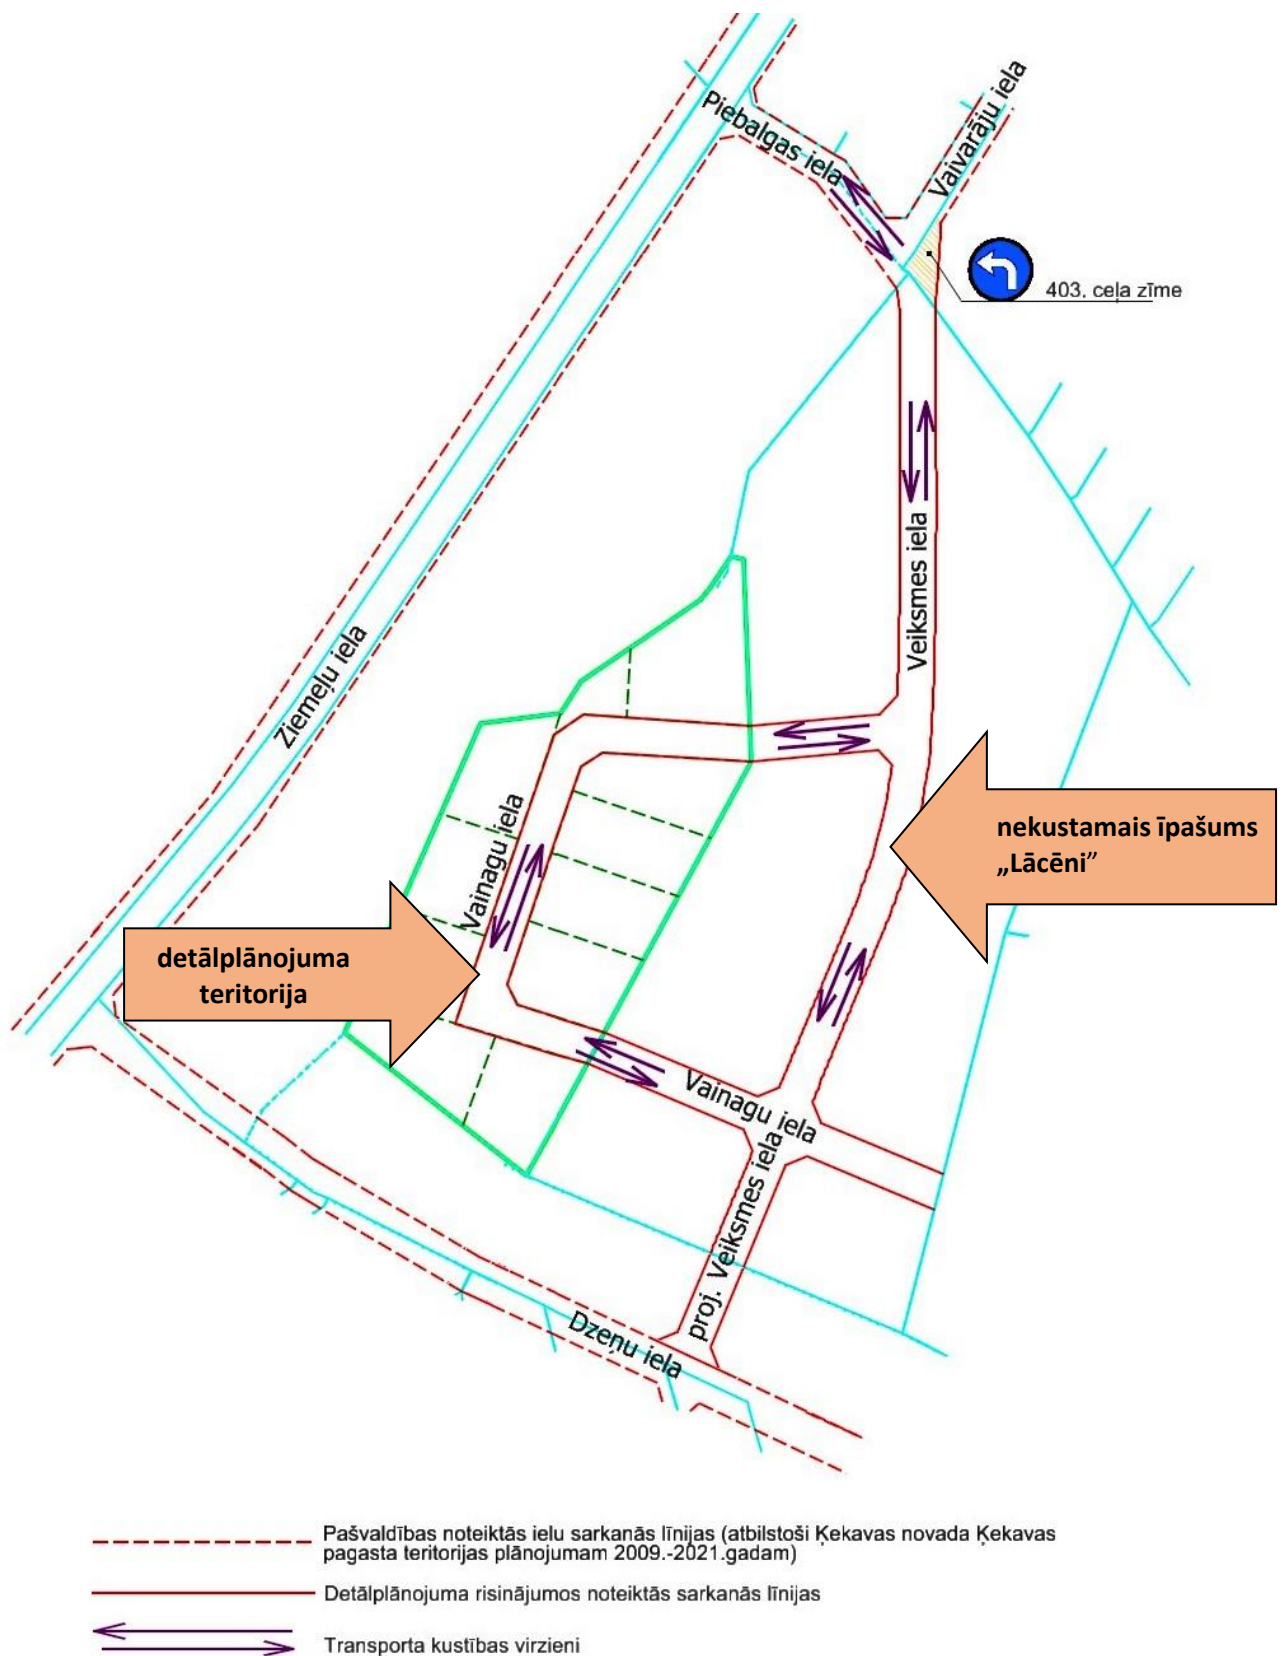 Piebalgas iela
Vaivarāju iela
403. ceļa zīme
Veiksmes iela
Ziemeļu iela
Vainagu iela
nekustamais īpašums
„Lācēni”
detālplānojuma
teritorija
Vainagu iela
proj. Veiksmes iela
Dzeņu iela
Pašvaldības noteiktās ielu sarkanās līnijas (atbilstoši Ķekavas novada Ķekavas
pagasta teritorijas plānojumam 2009.-2021.gadam)
Detālplānojuma risinājumos noteiktās sarkanās līnijas
Transporta kustības virzieni